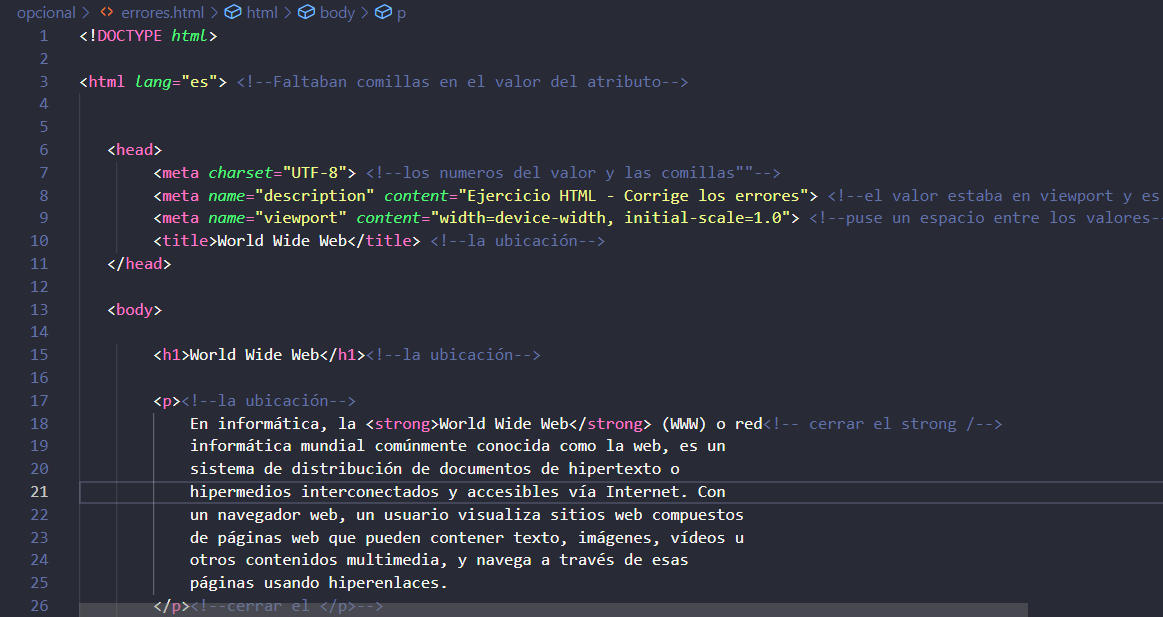 opcional > <> errores.html > html > body > p
1 <!DOCTYPE html>
2
3 <html lang="es"> <!--Faltaban comillas en el valor del atributo-->
4
5
6 <head>
7 <meta charset="UTF-8"> <!--los numeros del valor y las comillas""-->
8 <meta name="description" content="Ejercicio HTML - Corrige los errores"> <!--el valor estaba en viewport y es
9 <meta name="viewport" content="width=device-width, initial-scale=1.0"> <!--puse un espacio entre los valores--
10 <title>World Wide Web</title> <!--la ubicación-->
11 </head>
12
13 <body>
14
15 <h1>World Wide Web</h1><!--la ubicación-->
16
17 <p><!--la ubicación-->
18 En informática, la <strong>World Wide Web</strong> (WWW) o red<!-- cerrar el strong /-->
19 informática mundial comúnmente conocida como la web, es un
20 sistema de distribución de documentos de hipertexto o
21 hipermedios interconectados y accesibles vía Internet. Con
22 un navegador web, un usuario visualiza sitios web compuestos
23 de páginas web que pueden contener texto, imágenes, vídeos u
24 otros contenidos multimedia, y navega a través de esas
25 páginas usando hiperenlaces.
26 </p><!--cerrar el </p>-->